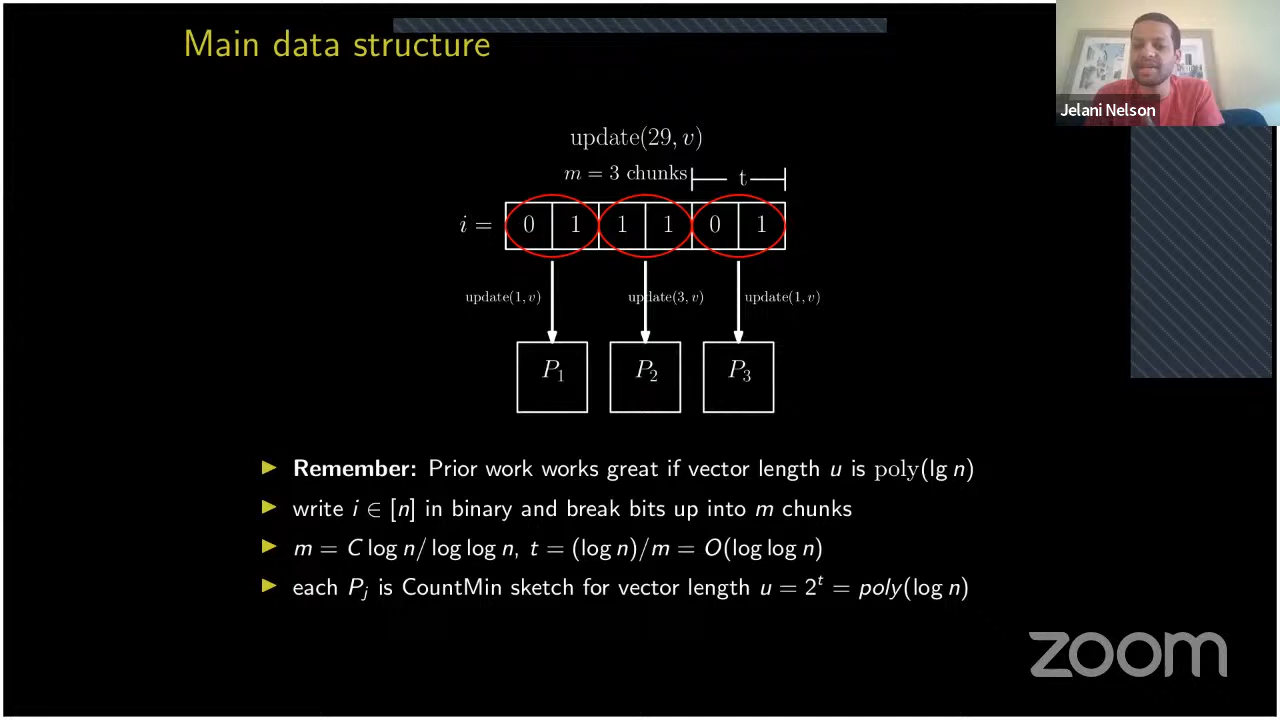 Main data structure
Jelani Nelson
update(29, v)
m = 3 chunks
t
i = 0 1 1 1 0 1
update(1, v) update(3, v) update(1, v)
P₁ P₂ P₃
▶ Remember: Prior work works great if vector length u is poly(lg n)
▶ write i ∈ [n] in binary and break bits up into m chunks
▶ m = C log n/ log log n, t = (log n)/m = O(log log n)
▶ each Pⱼ is CountMin sketch for vector length u = 2ᵗ = poly(log n)
zoom